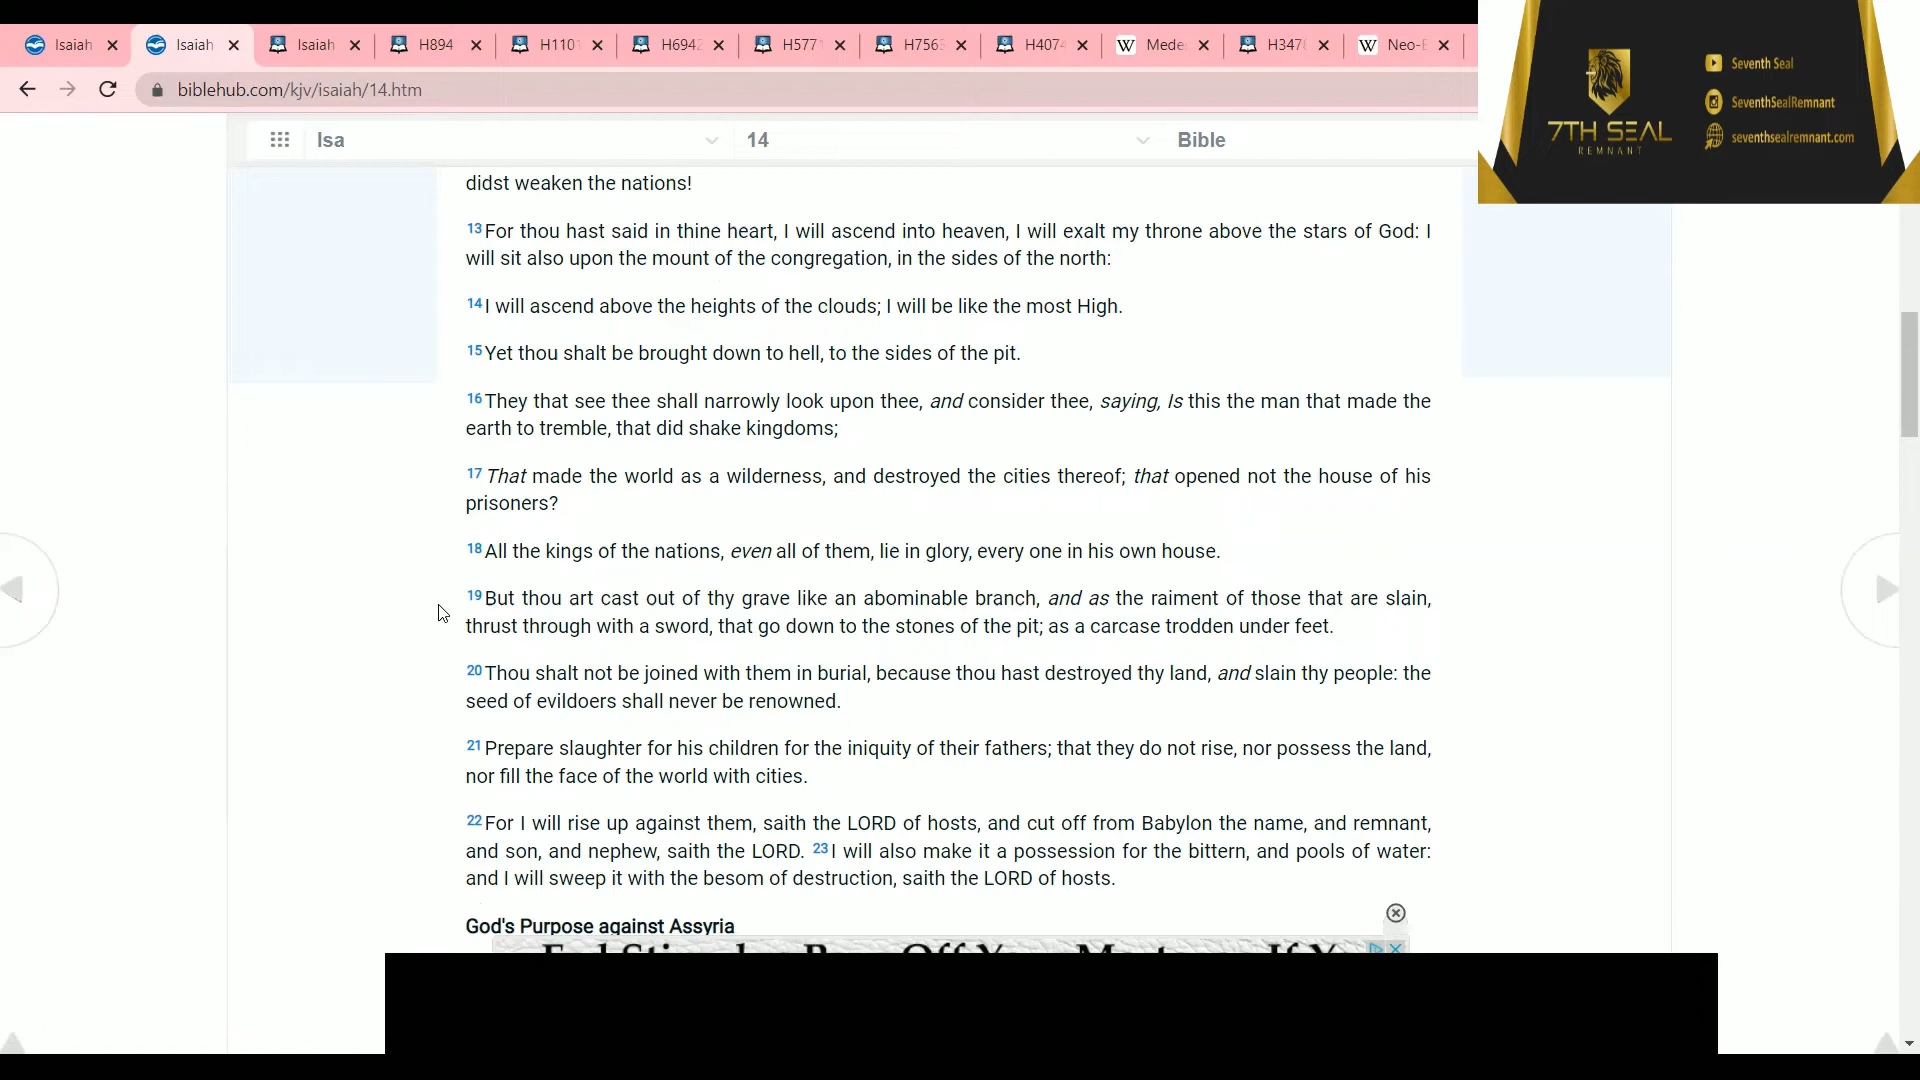 Isaiah
Isaiah
Isaiah
H894
H1101
H6942
H577
H756
H407
W Mede
H347
W Neo-
biblehub.com/kjv/isaiah/14.htm
Isa
14
Bible
7TH SEAL
REMNANT
Seventh Seal
SeventhSealRemnant
seventhsealremnant.com
didst weaken the nations!
13 For thou hast said in thine heart, I will ascend into heaven, I will exalt my throne above the stars of God: I
will sit also upon the mount of the congregation, in the sides of the north:
14 I will ascend above the heights of the clouds; I will be like the most High.
15 Yet thou shalt be brought down to hell, to the sides of the pit.
16 They that see thee shall narrowly look upon thee, and consider thee, saying, Is this the man that made the
earth to tremble, that did shake kingdoms;
17 That made the world as a wilderness, and destroyed the cities thereof; that opened not the house of his
prisoners?
18 All the kings of the nations, even all of them, lie in glory, every one in his own house.
19 But thou art cast out of thy grave like an abominable branch, and as the raiment of those that are slain,
thrust through with a sword, that go down to the stones of the pit; as a carcase trodden under feet.
20 Thou shalt not be joined with them in burial, because thou hast destroyed thy land, and slain thy people: the
seed of evildoers shall never be renowned.
21 Prepare slaughter for his children for the iniquity of their fathers; that they do not rise, nor possess the land,
nor fill the face of the world with cities.
22 For I will rise up against them, saith the LORD of hosts, and cut off from Babylon the name, and remnant,
and son, and nephew, saith the LORD. 23 I will also make it a possession for the bittern, and pools of water:
and I will sweep it with the besom of destruction, saith the LORD of hosts.
God's Purpose against Assyria